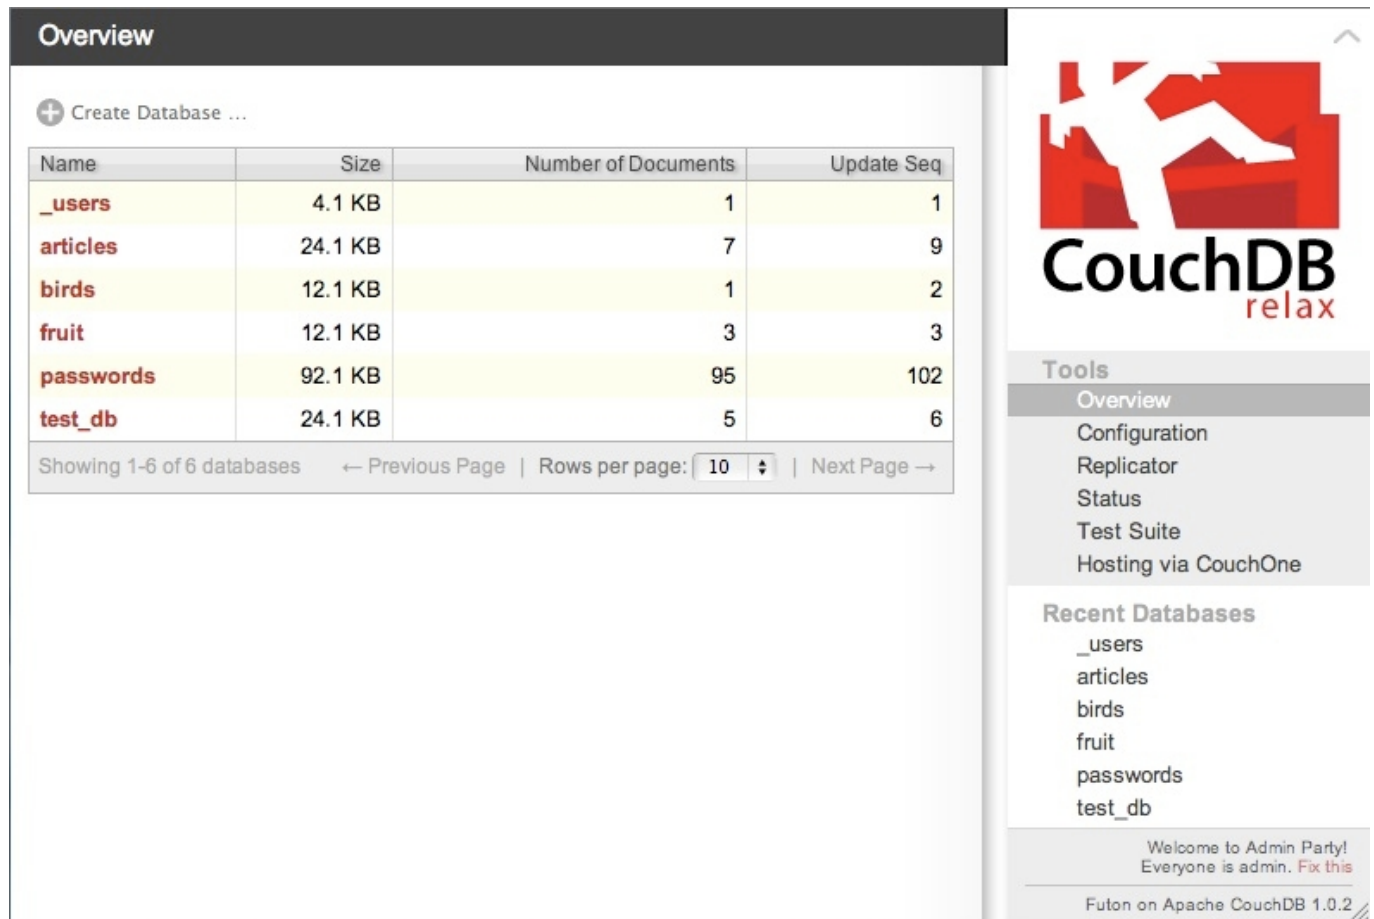 Overview
Create Database ...
Name Size Number of Documents Update Seq
_users 4.1 KB 1 1
articles 24.1 KB 7 9
birds 12.1 KB 1 2
fruit 12.1 KB 3 3
passwords 92.1 KB 95 102
test_db 24.1 KB 5 6
Showing 1-6 of 6 databases ← Previous Page | Rows per page: 10 | Next Page →
CouchDB
relax
Tools
Overview
Configuration
Replicator
Status
Test Suite
Hosting via CouchOne
Recent Databases
_users
articles
birds
fruit
passwords
test_db
Welcome to Admin Party!
Everyone is admin. Fix this
Futon on Apache CouchDB 1.0.2